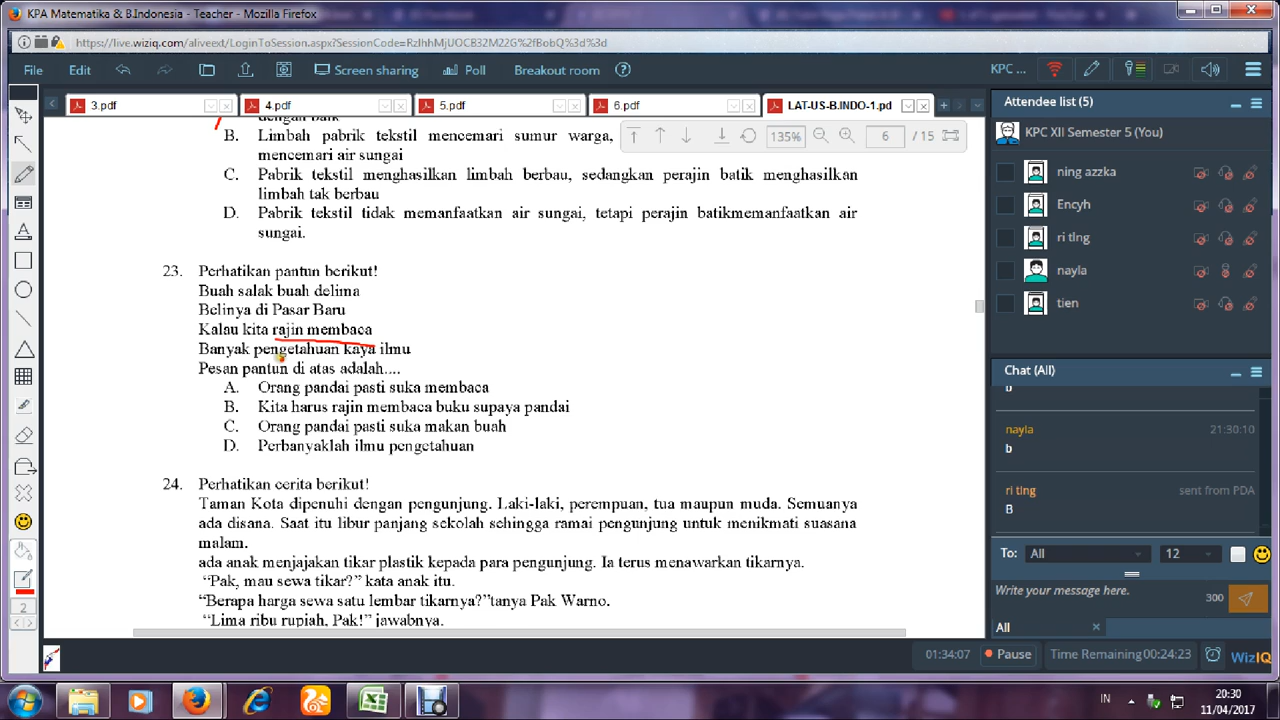 KPA Matematika & B.Indonesia - Teacher - Mozilla Firefox
https://live.wiziq.com/aliveext/LoginToSession.aspx?SessionCode=RzIhhMjUOCB32M22G%2fBobQ%3d%3d
File Edit Screen sharing Poll Breakout room KPC ...
3.pdf 4.pdf 5.pdf 6.pdf LAT-US-B.INDO-1.pd
135% 6 / 15
dengan baik
B. Limbah pabrik tekstil mencemari sumur warga,
mencemari air sungai
C. Pabrik tekstil menghasilkan limbah berbau, sedangkan perajin batik menghasilkan
limbah tak berbau
D. Pabrik tekstil tidak memanfaatkan air sungai, tetapi perajin batikmemanfaatkan air
sungai.
23. Perhatikan pantun berikut!
Buah salak buah delima
Belinya di Pasar Baru
Kalau kita rajin membaca
Banyak pengetahuan kaya ilmu
Pesan pantun di atas adalah....
A. Orang pandai pasti suka membaca
B. Kita harus rajin membaca buku supaya pandai
C. Orang pandai pasti suka makan buah
D. Perbanyaklah ilmu pengetahuan
24. Perhatikan cerita berikut!
Taman Kota dipenuhi dengan pengunjung. Laki-laki, perempuan, tua maupun muda. Semuanya
ada disana. Saat itu libur panjang sekolah sehingga ramai pengunjung untuk menikmati suasana
malam.
ada anak menjajakan tikar plastik kepada para pengunjung. Ia terus menawarkan tikarnya.
“Pak, mau sewa tikar?” kata anak itu.
“Berapa harga sewa satu lembar tikarnya?”tanya Pak Warno.
“Lima ribu rupiah, Pak!” jawabnya.
2
Attendee list (5)
KPC XII Semester 5 (You)
ning azzka
Encyh
ri tIng
nayla
tien
Chat (All)
b
nayla 21:30:10
b
ri tIng sent from PDA
B
To: All 12
Write your message here. 300
All
01:34:07 Pause Time Remaining 00:24:23 WizIQ
IN 20:30
11/04/2017